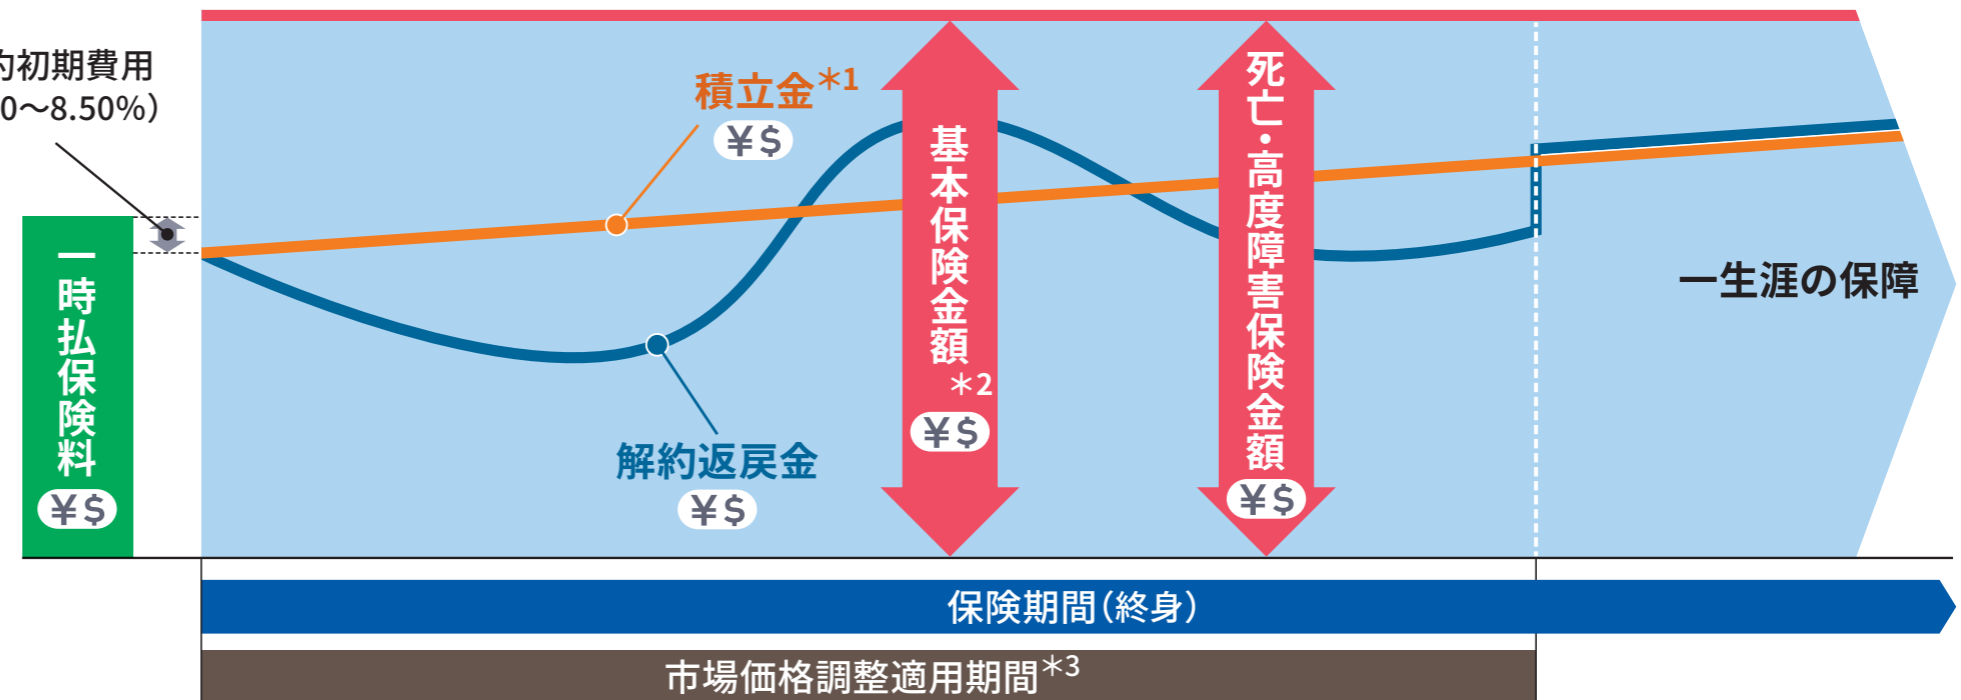 約初期費用
0～8.50%）
積立金＊1
¥$
一時払保険料
¥$
解約返戻金
¥$
基本保険金額
＊2
¥$
死亡・高度障害保険金額
¥$
一生涯の保障
保険期間（終身）
市場価格調整適用期間＊3